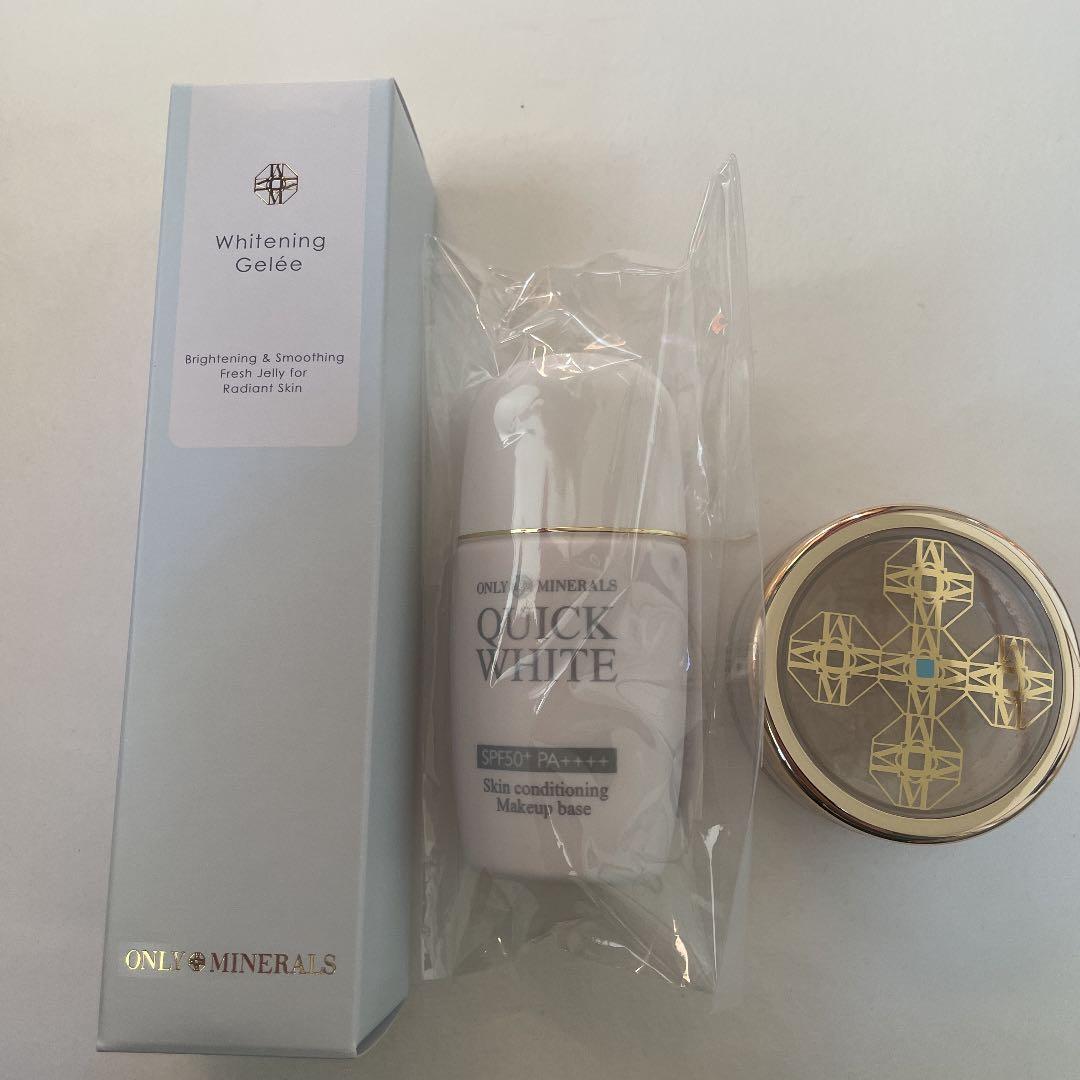 Whitening
Gelée
Brightening & Smoothing
Fresh Jelly for
Radiant Skin
ONLY MINERALS
ONLY MINERALS
QUICK
WHITE
SPF50+ PA++++
Skin conditioning
Makeup base